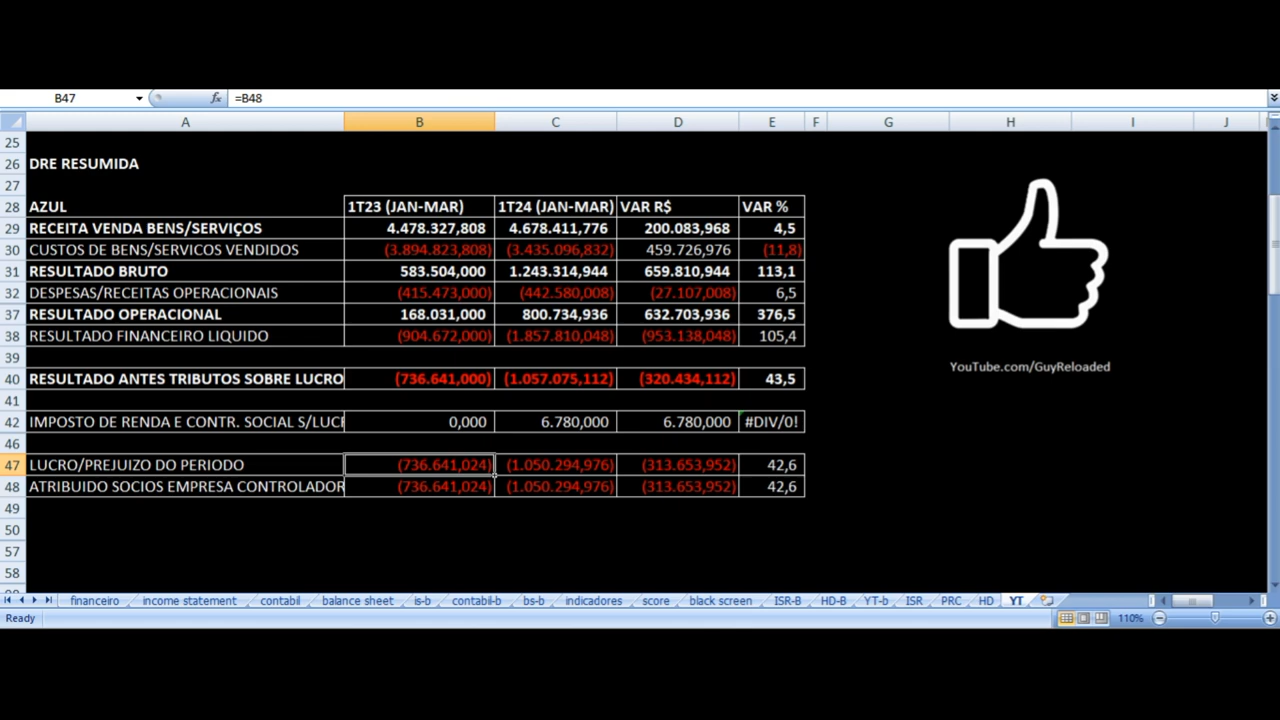 B47 fx =B48
A B C D E F G H I J
25
26 DRE RESUMIDA
27
28 AZUL 1T23 (JAN-MAR) 1T24 (JAN-MAR) VAR R$ VAR %
29 RECEITA VENDA BENS/SERVIÇOS 4.478.327,808 4.678.411,776 200.083,968 4,5
30 CUSTOS DE BENS/SERVICOS VENDIDOS (3.894.823,808) (3.435.096,832) 459.726,976 (11,8)
31 RESULTADO BRUTO 583.504,000 1.243.314,944 659.810,944 113,1
32 DESPESAS/RECEITAS OPERACIONAIS (415.473,000) (442.580,008) (27.107,008) 6,5
37 RESULTADO OPERACIONAL 168.031,000 800.734,936 632.703,936 376,5
38 RESULTADO FINANCEIRO LIQUIDO (904.672,000) (1.857.810,048) (953.138,048) 105,4
39
40 RESULTADO ANTES TRIBUTOS SOBRE LUCRO (736.641,000) (1.057.075,112) (320.434,112) 43,5
41
42 IMPOSTO DE RENDA E CONTR. SOCIAL S/LUCR 0,000 6.780,000 6.780,000 #DIV/0!
46
47 LUCRO/PREJUIZO DO PERIODO (736.641,024) (1.050.294,976) (313.653,952) 42,6
48 ATRIBUIDO SOCIOS EMPRESA CONTROLADOR (736.641,024) (1.050.294,976) (313.653,952) 42,6
49
50
57
58
YouTube.com/GuyReloaded
financeiro income statement contabil balance sheet is-b contabil-b bs-b indicadores score black screen ISR-B HD-B YT-b ISR PRC HD YT
Ready 110%